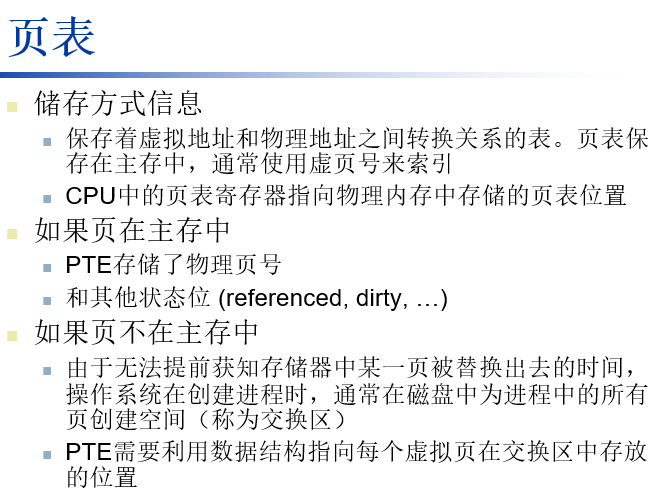 页表
储存方式信息
保存着虚拟地址和物理地址之间转换关系的表。页表保
存在主存中，通常使用虚页号来索引
CPU中的页表寄存器指向物理内存中存储的页表位置
如果页在主存中
PTE存储了物理页号
和其他状态位 (referenced, dirty, …)
如果页不在主存中
由于无法提前获知存储器中某一页被替换出去的时间，
操作系统在创建进程时，通常在磁盘中为进程中的所有
页创建空间（称为交换区）
PTE需要利用数据结构指向每个虚拟页在交换区中存放
的位置